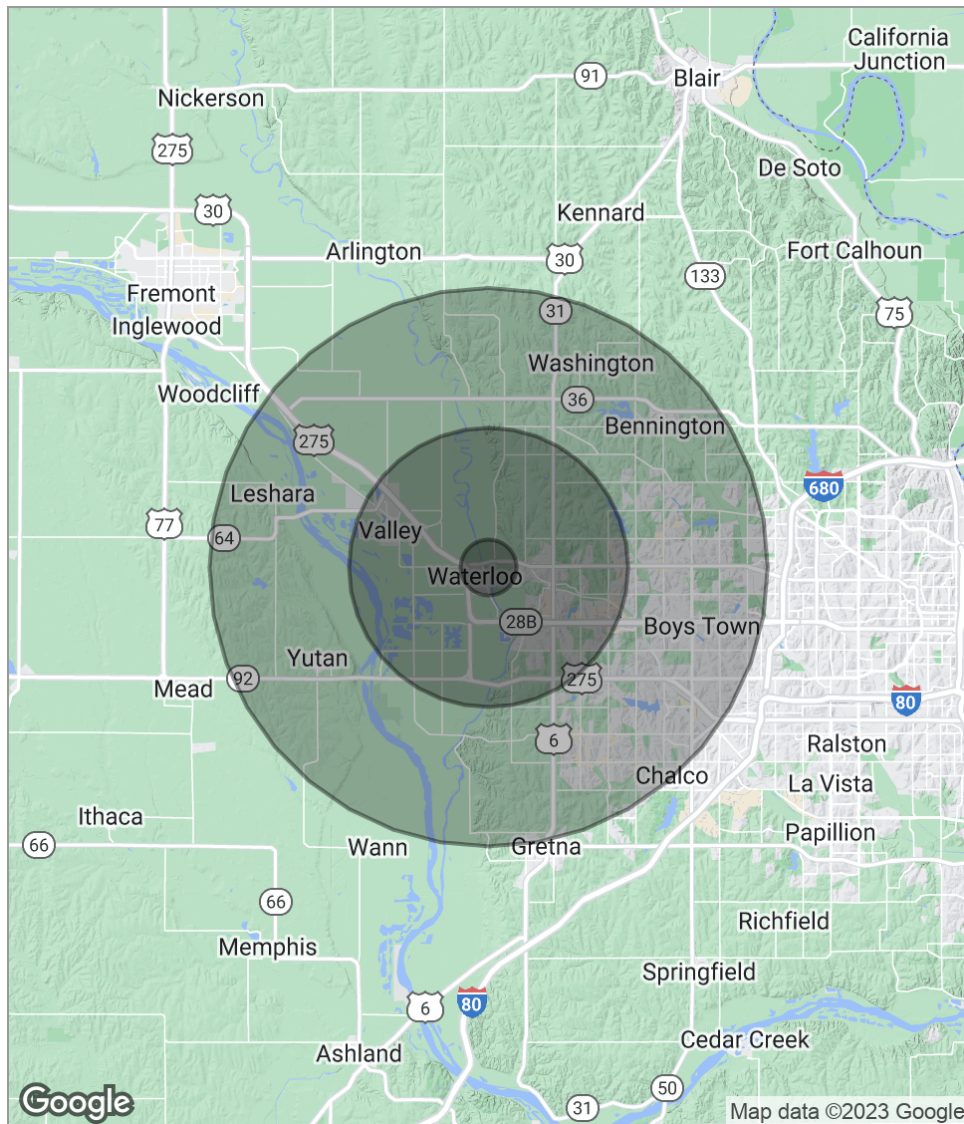 California
Junction
91
Blair
Nickerson
275
De Soto
30
Kennard
Arlington
30
Fort Calhoun
133
Fremont
31
75
Inglewood
Washington
Woodcliff
36
Bennington
275
680
Leshara
77
Valley
64
Waterloo
28B
Boys Town
Yutan
92
275
Mead
80
6
Ralston
Chalco
La Vista
Ithaca
Papillion
66
Wann
Gretna
66
Richfield
Memphis
Springfield
6
80
Cedar Creek
Ashland
50
Google
31
Map data ©2023 Google